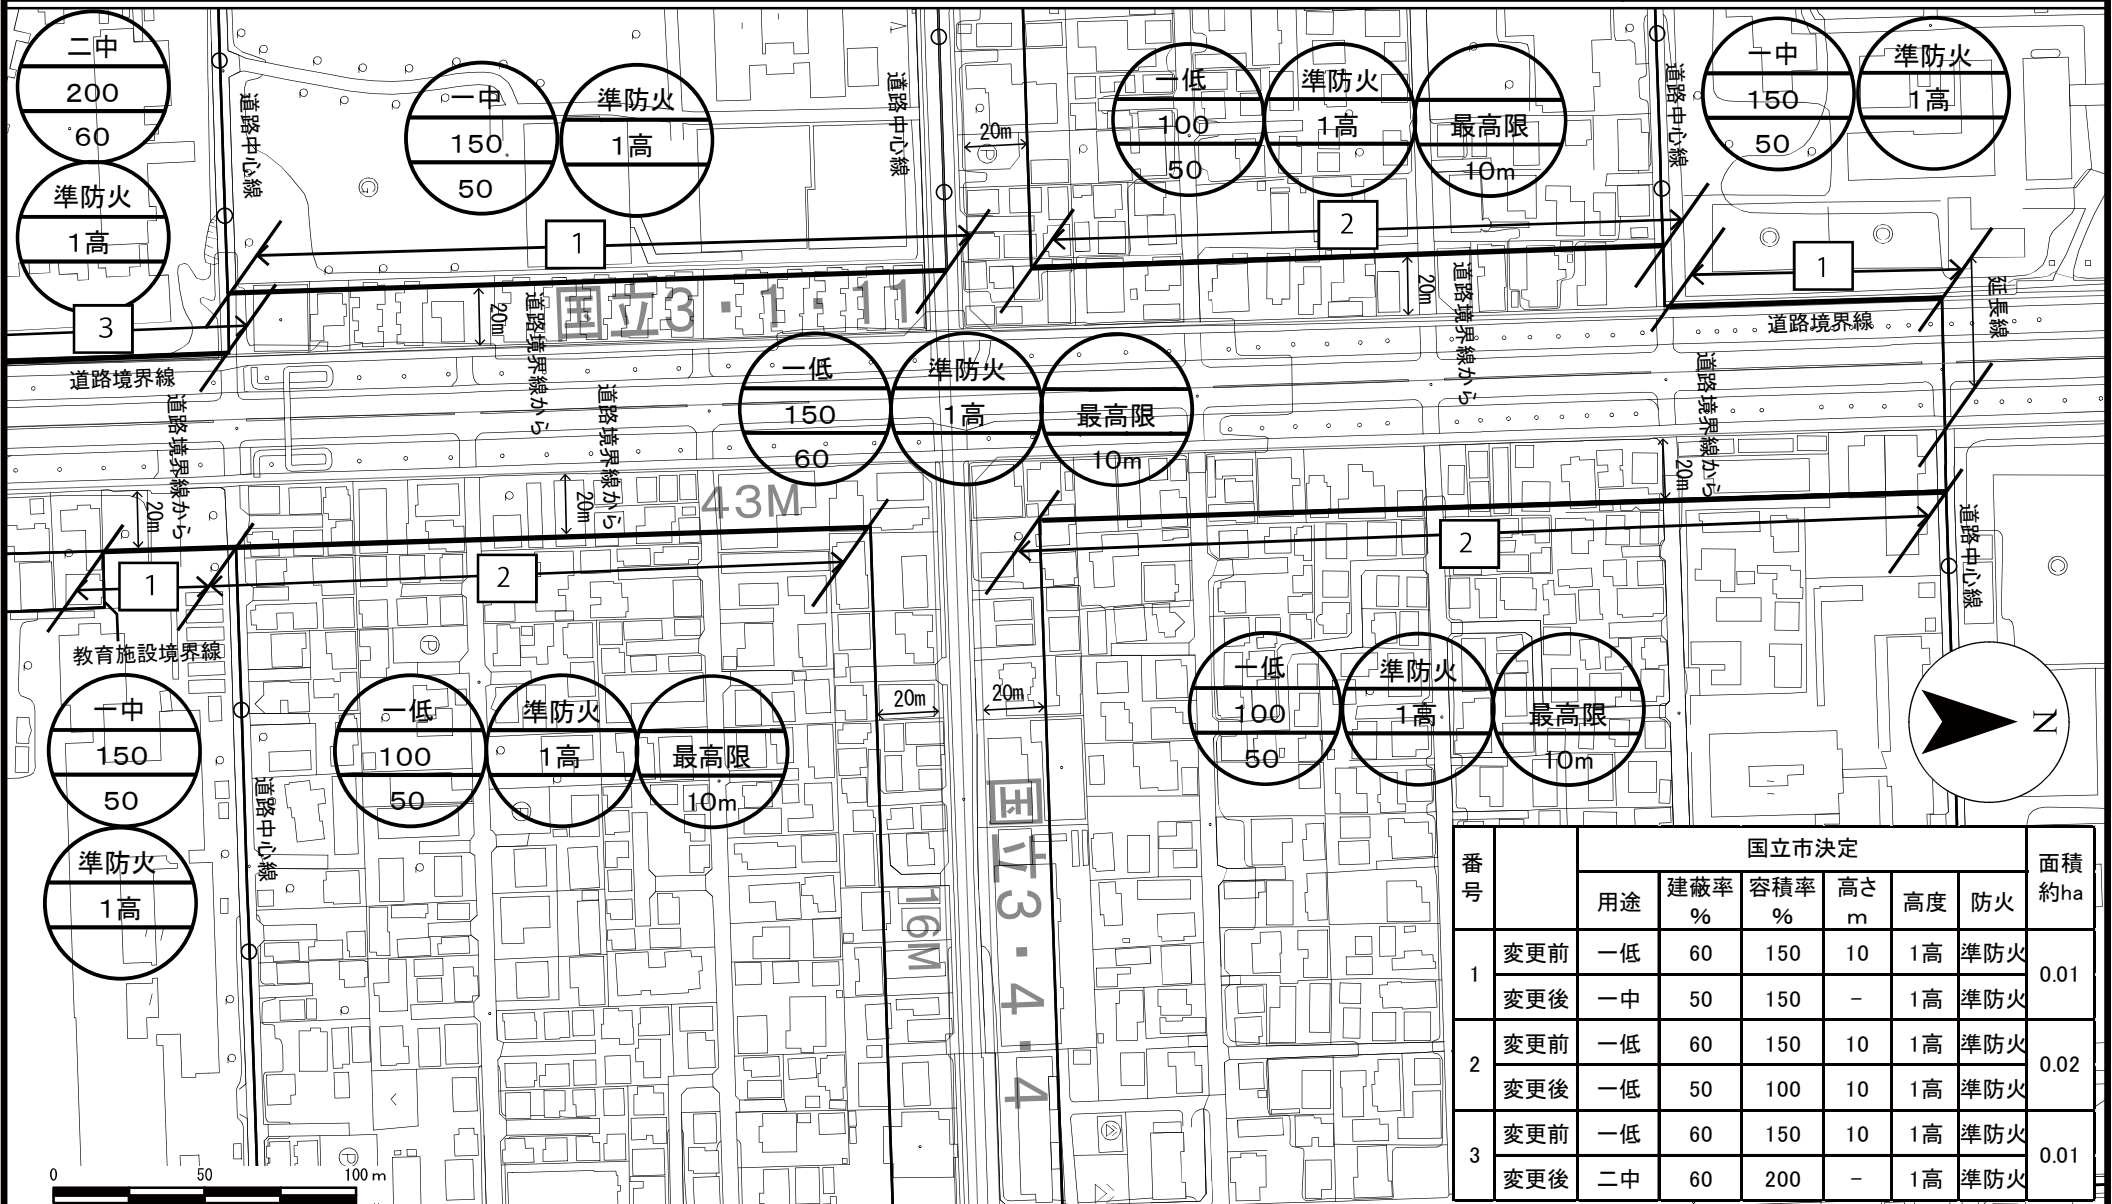 二中
200
60
準防火
1高
3
道路中心線
一中
150
50
準防火
1高
1
道路中心線
20m
一低
100
50
準防火
1高
最高限
10m
2
道路中心線
一中
150
50
準防火
1高
1
延長線
道路境界線
道路境界線
20m
道路境界線から
国立3・1・11
20m
道路境界線から
一低
150
60
準防火
1高
最高限
10m
20m
道路境界線から
20m
道路境界線から
43M
20m
道路境界線から
1
2
2
教育施設境界線
道路中心線
一中
150
50
準防火
1高
道路中心線
一低
100
50
準防火
1高
最高限
10m
20m
20m
国立3・4・4
16M
一低
100
50
準防火
1高
最高限
10m
N
番号 国立市決定 面積約ha
用途 建蔽率% 容積率% 高さm 高度 防火
1 変更前 一低 60 150 10 1高 準防火 0.01
変更後 一中 50 150 - 1高 準防火
2 変更前 一低 60 150 10 1高 準防火 0.02
変更後 一低 50 100 10 1高 準防火
3 変更前 一低 60 150 10 1高 準防火 0.01
変更後 二中 60 200 - 1高 準防火
0 50 100 m